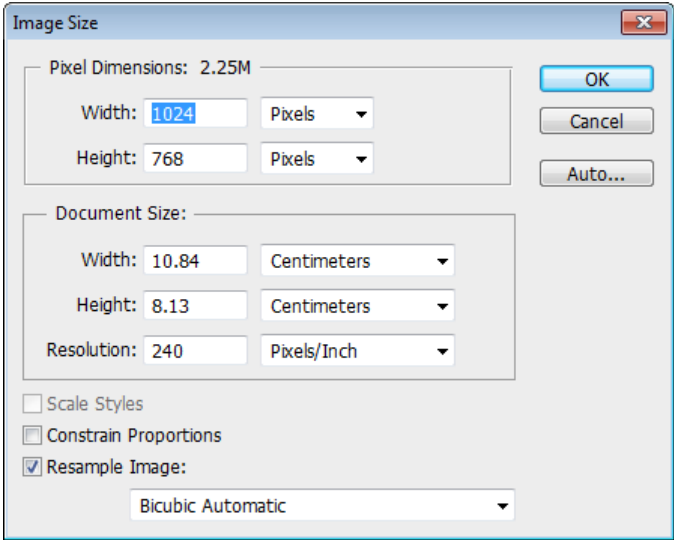 Image Size
Pixel Dimensions: 2.25M
OK
Width: 1024 Pixels
Cancel
Height: 768 Pixels
Auto...
Document Size:
Width: 10.84 Centimeters
Height: 8.13 Centimeters
Resolution: 240 Pixels/Inch
Scale Styles
Constrain Proportions
Resample Image:
Bicubic Automatic